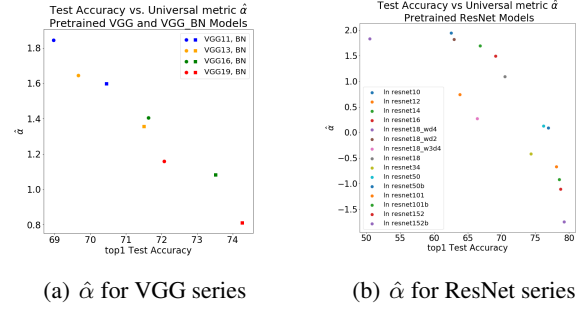 Test Accuracy vs. Universal metric α̂
Pretrained VGG and VGG_BN Models
VGG11, BN
VGG13, BN
VGG16, BN
VGG19, BN
1.8
1.6
1.4
1.2
1.0
0.8
α̂
69 70 71 72 73 74
top1 Test Accuracy
(a) α̂ for VGG series
Test Accuracy vs Universal metric α̂
Pretrained ResNet Models
2.0
1.5
1.0
0.5
0.0
−0.5
−1.0
−1.5
α̂
ln resnet10
ln resnet12
ln resnet14
ln resnet16
ln resnet18_wd4
ln resnet18_wd2
ln resnet18_w3d4
ln resnet18
ln resnet34
ln resnet50
ln resnet50b
ln resnet101
ln resnet101b
ln resnet152
ln resnet152b
50 55 60 65 70 75 80
top1 Test Accuracy
(b) α̂ for ResNet series